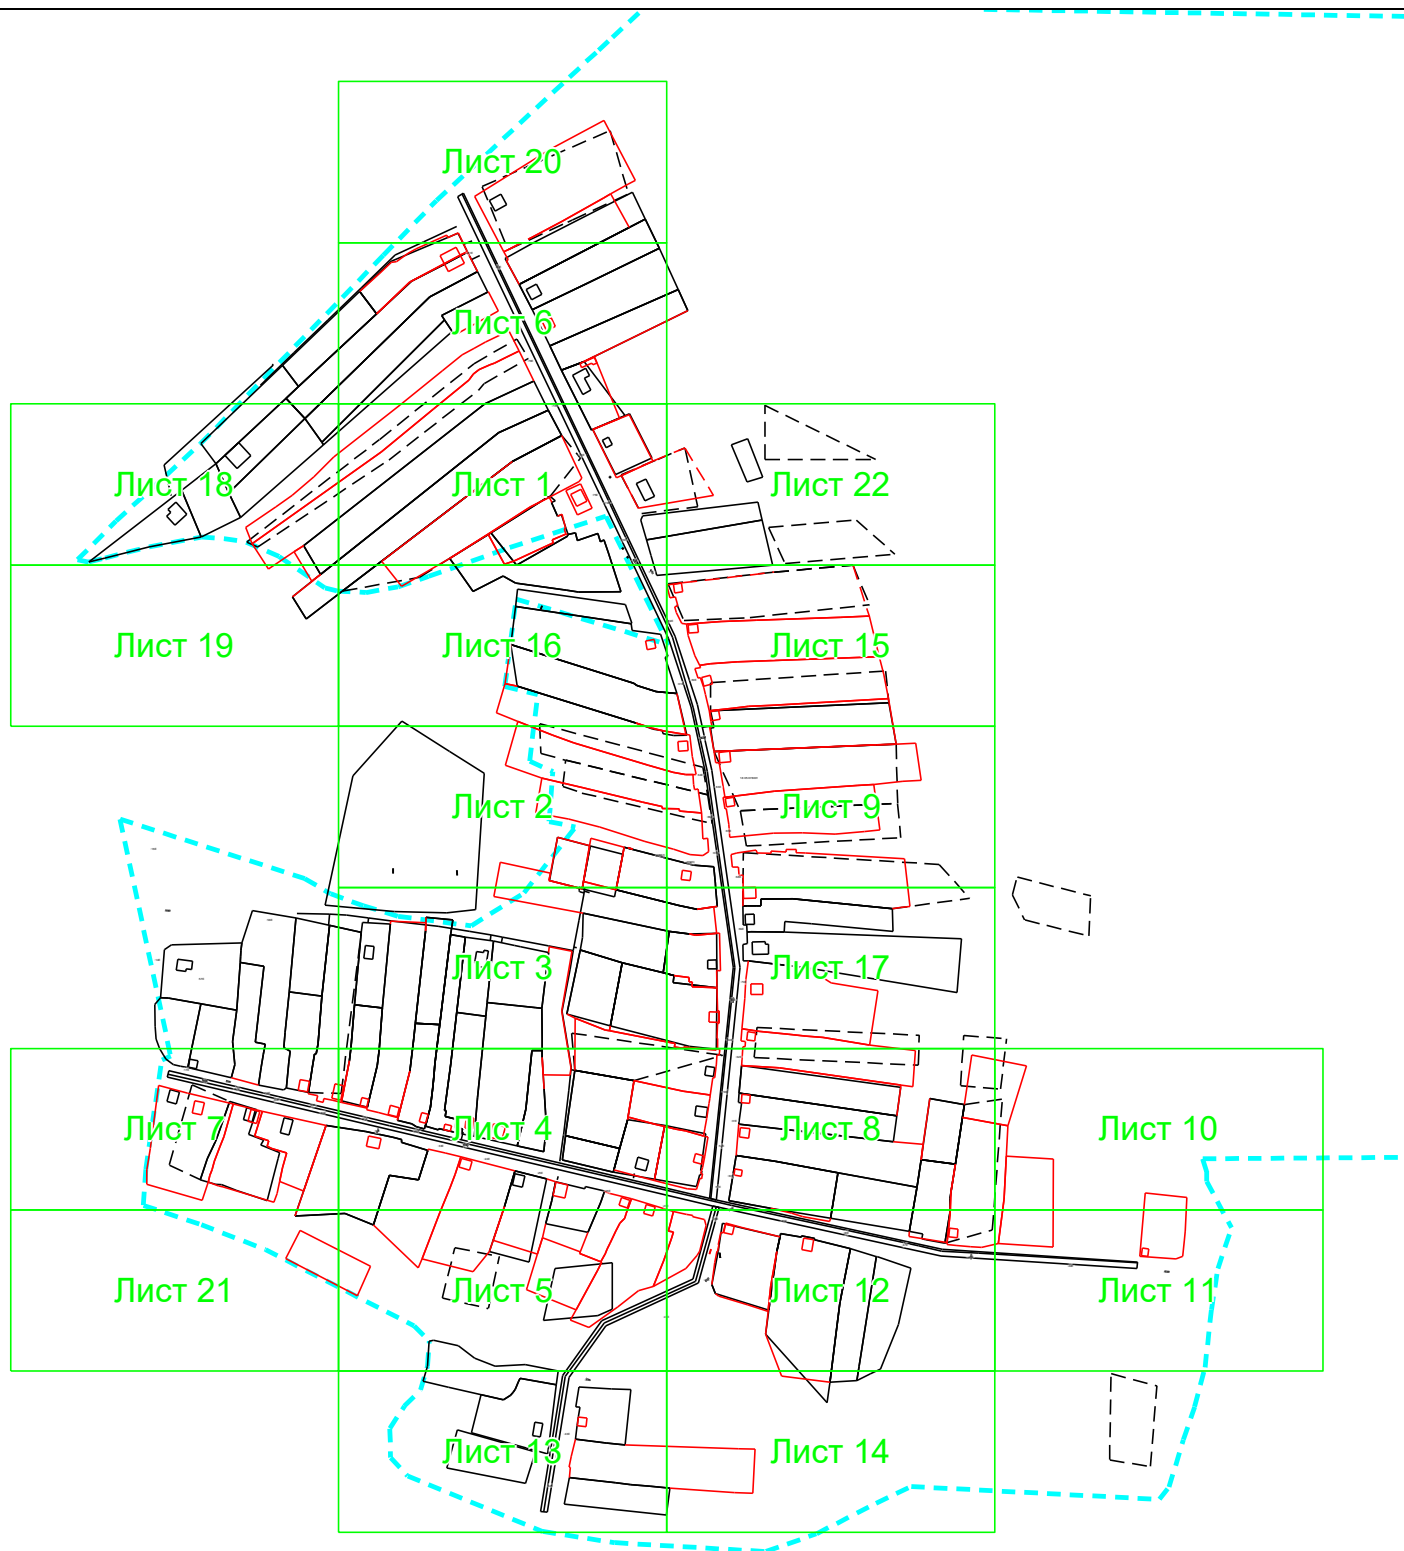 Лист 20
Лист 6
Лист 18
Лист 1
Лист 22
Лист 19
Лист 16
Лист 15
Лист 2
Лист 9
Лист 3
Лист 17
Лист 7
Лист 4
Лист 8
Лист 10
Лист 21
Лист 5
Лист 12
Лист 11
Лист 13
Лист 14